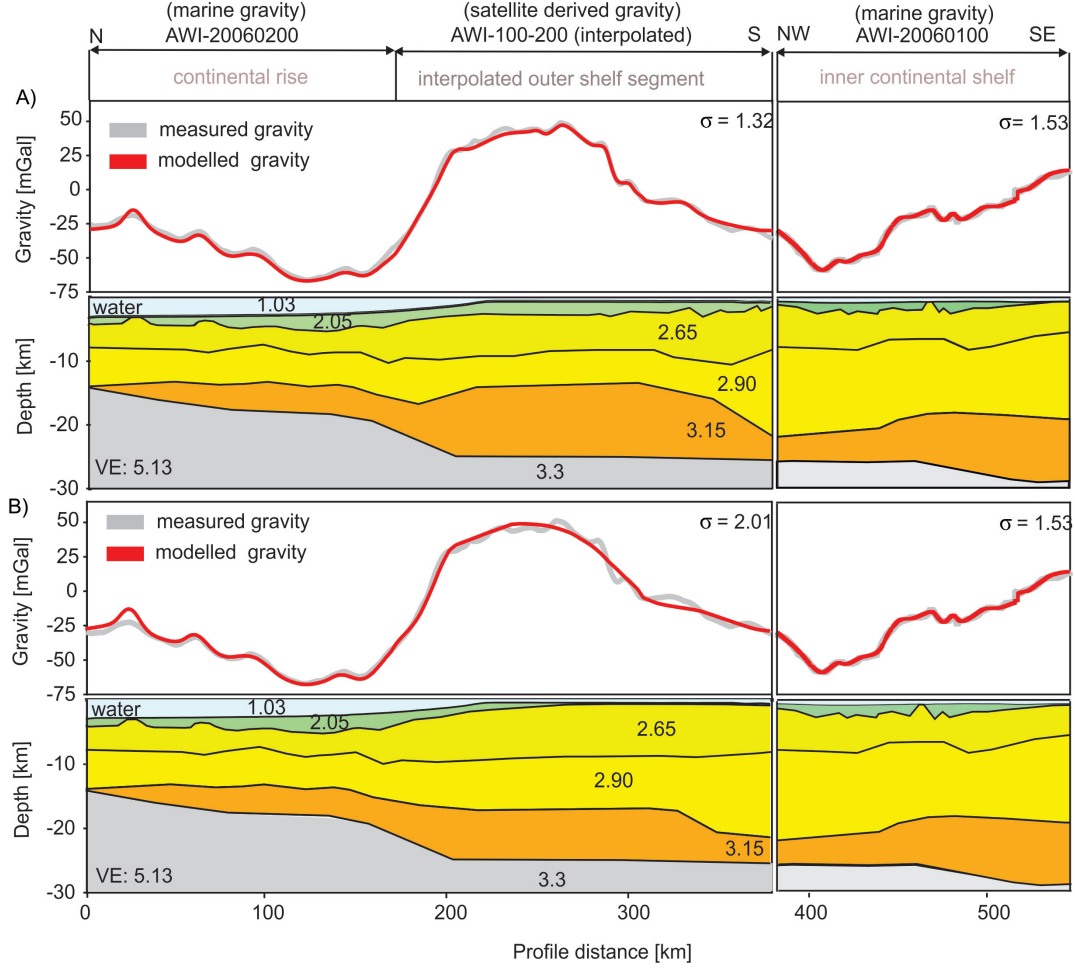 (marine gravity) (satellite derived gravity) (marine gravity)
N AWI-20060200 AWI-100-200 (interpolated) S NW AWI-20060100 SE
continental rise interpolated outer shelf segment inner continental shelf
A)
Gravity [mGal]
50
25
0
-25
-50
-75
measured gravity
modelled gravity
σ = 1.32
σ= 1.53
Depth [km]
-10
-20
-30
water
1.03
2.05
2.65
2.90
3.15
3.3
VE: 5.13
B)
Gravity [mGal]
50
25
0
-25
-50
-75
measured gravity
modelled gravity
σ = 2.01
σ = 1.53
Depth [km]
-10
-20
-30
water
1.03
2.05
2.65
2.90
3.15
3.3
VE: 5.13
0 100 200 300 400 500
Profile distance [km]